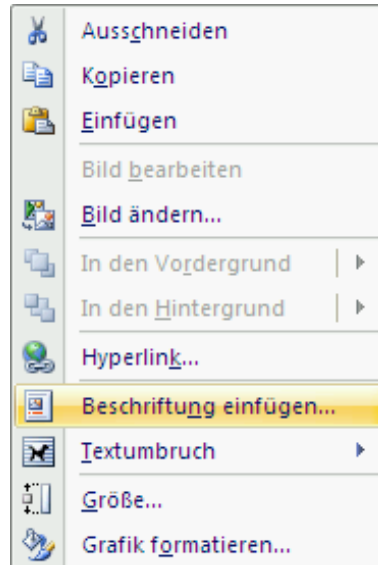 Ausschneiden
Kopieren
Einfügen
Bild bearbeiten
Bild ändern...
In den Vordergrund
In den Hintergrund
Hyperlink...
Beschriftung einfügen...
Textumbruch
Größe...
Grafik formatieren...